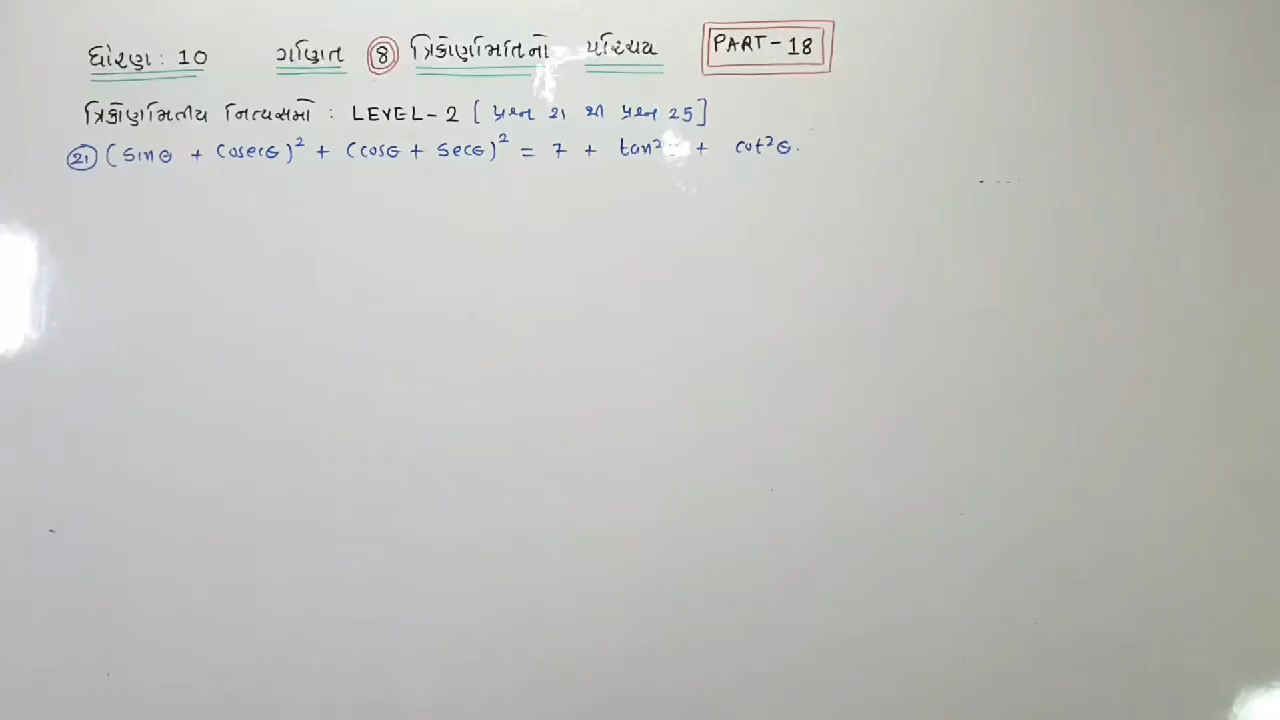 ધોરણ : 10 ગણિત 8 ત્રિકોણમિતિનો પરિચય PART-18
ત્રિકોણમિતીય નિત્યસમો : LEVEL-2 [ પ્રશ્ન 21 થી પ્રશ્ન 25]
21 (sinθ + cosecθ)² + (cosθ + secθ)² = 7 + tan² + cot²θ.